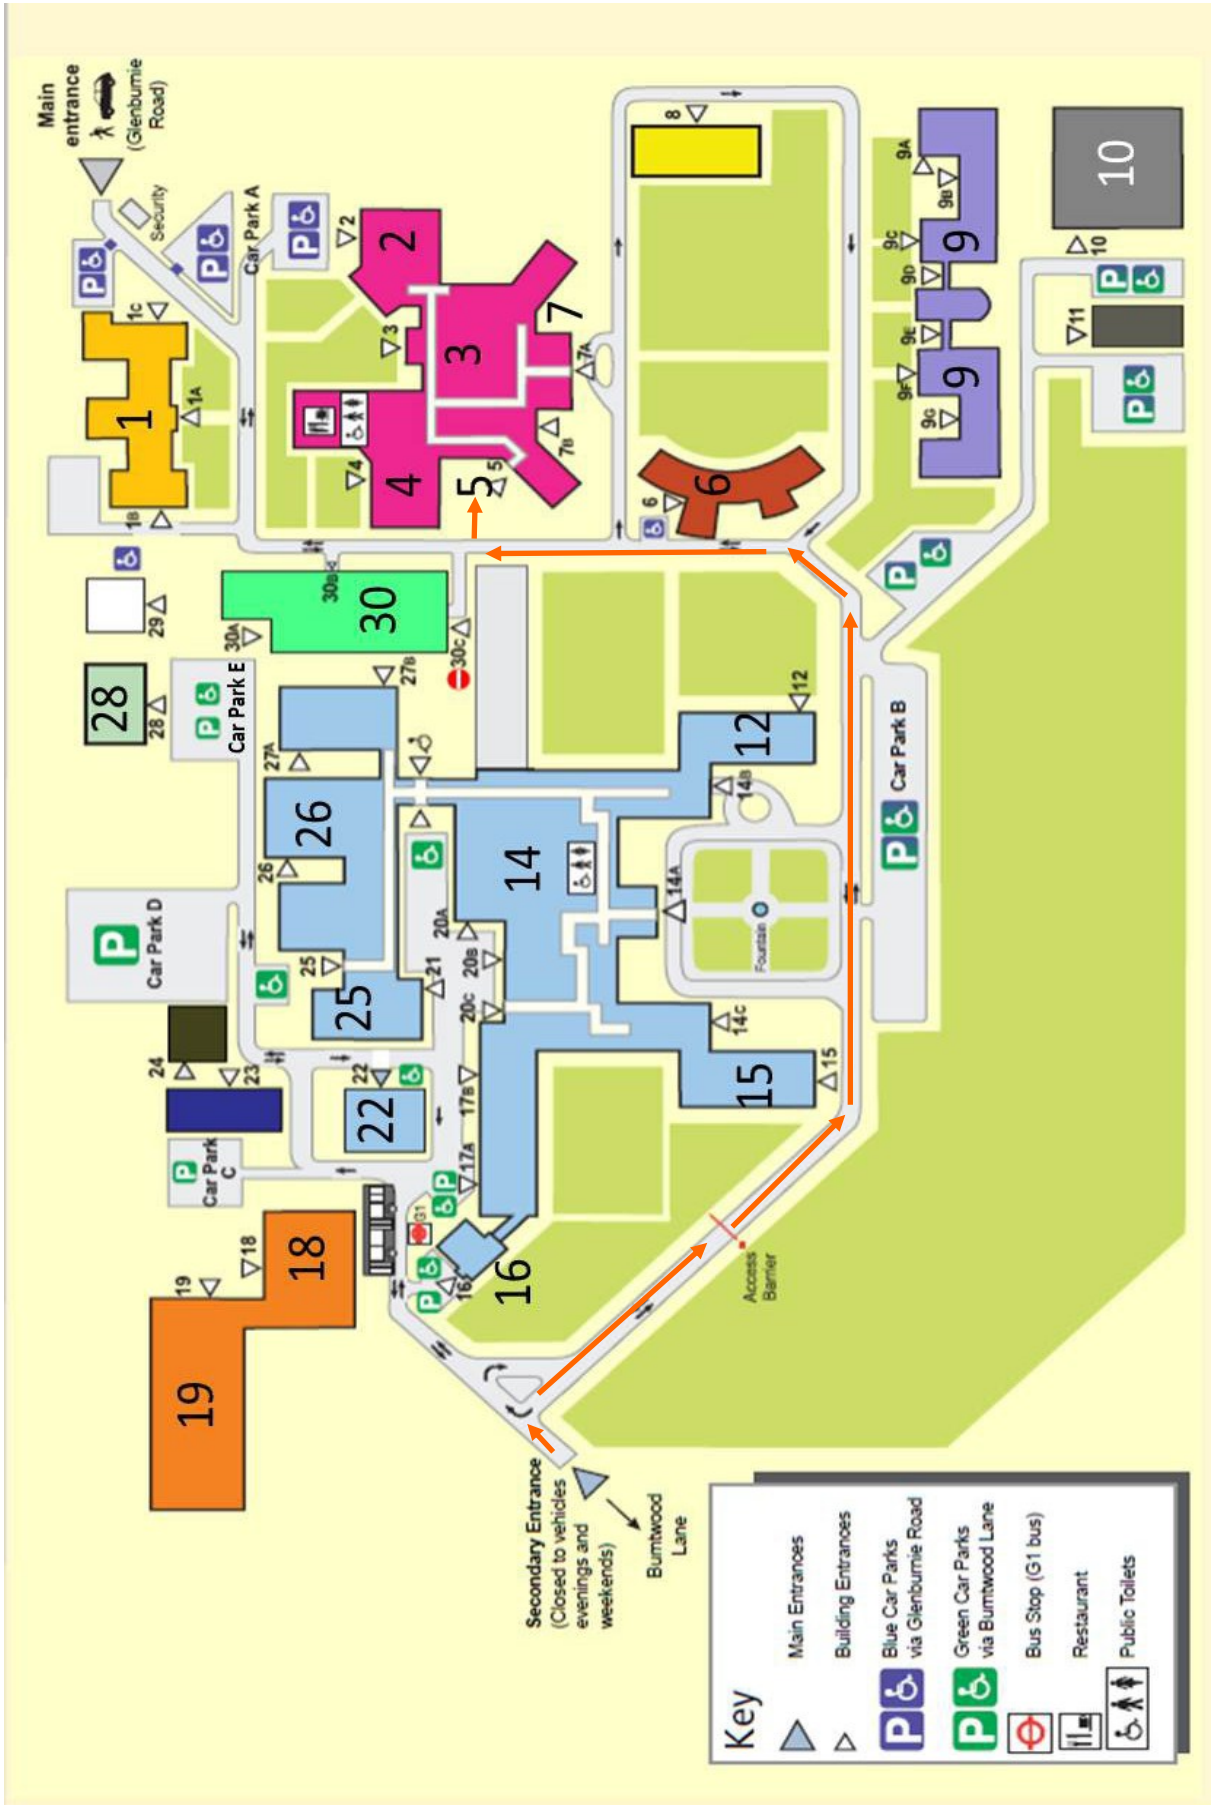 Main
entrance
(Glenburnie
Road)
Security
Car Park A
1
1A
1B
1C
2
2
3
3
4
4
5
5
6
6
7
7A
7B
8
9
9
9A
9B
9C
9D
9E
9F
9G
10
10
11
12
12
14
14A
14B
14C
Fountain
15
15
16
16
17A
17B
18
18
19
19
20A
20B
20C
21
22
22
23
24
25
25
26
26
27A
27B
28
28
29
30
30A
30B
30C
G1
P
P
P
P
P
P
P
P
P
P
P
P
P
Car Park B
Car Park
C
Car Park D
Car Park E
Access
Barrier
Secondary Entrance
(Closed to vehicles
evenings and
weekends)
Burntwood
Lane
Key
Main Entrances
Building Entrances
P
Blue Car Parks
via Glenburnie Road
P
Green Car Parks
via Burntwood Lane
Bus Stop (G1 bus)
Restaurant
Public Toilets